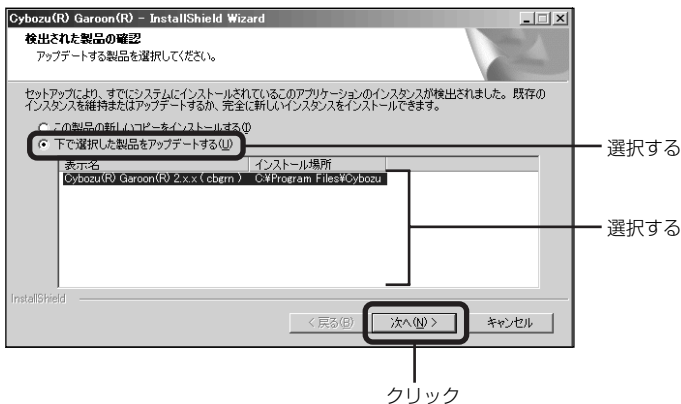 Cybozu(R) Garoon(R) - InstallShield Wizard
検出された製品の確認
アップデートする製品を選択してください。
セットアップにより、すでにシステムにインストールされているこのアプリケーションのインスタンスが検出されました。既存の
インスタンスを維持またはアップデートするか、完全に新しいインスタンスをインストールできます。
この製品の新しいコピーをインストールする(I)
下で選択した製品をアップデートする(U)
選択する
表示名 インストール場所
Cybozu(R) Garoon(R) 2.x.x ( cbgrn ) C:¥Program Files¥Cybozu
選択する
InstallShield
< 戻る(B) 次へ(N) > キャンセル
クリック